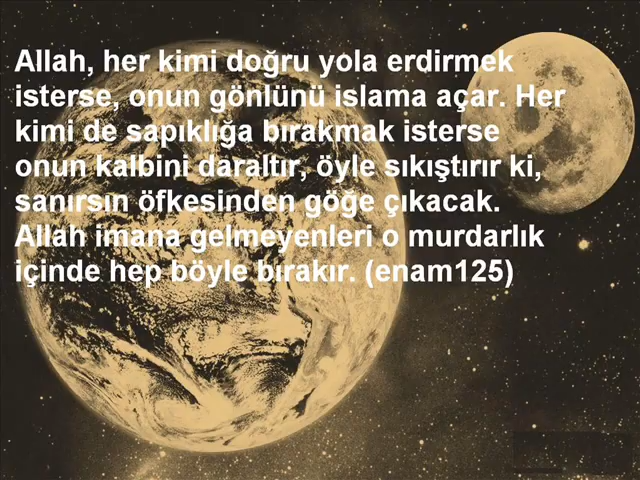 Allah, her kimi doğru yola erdirmek
isterse, onun gönlünü islama açar. Her
kimi de sapıklığa bırakmak isterse
onun kalbini daraltır, öyle sıkıştırır ki,
sanırsın öfkesinden göğe çıkacak.
Allah imana gelmeyenleri o murdarlık
içinde hep böyle bırakır. (enam125)